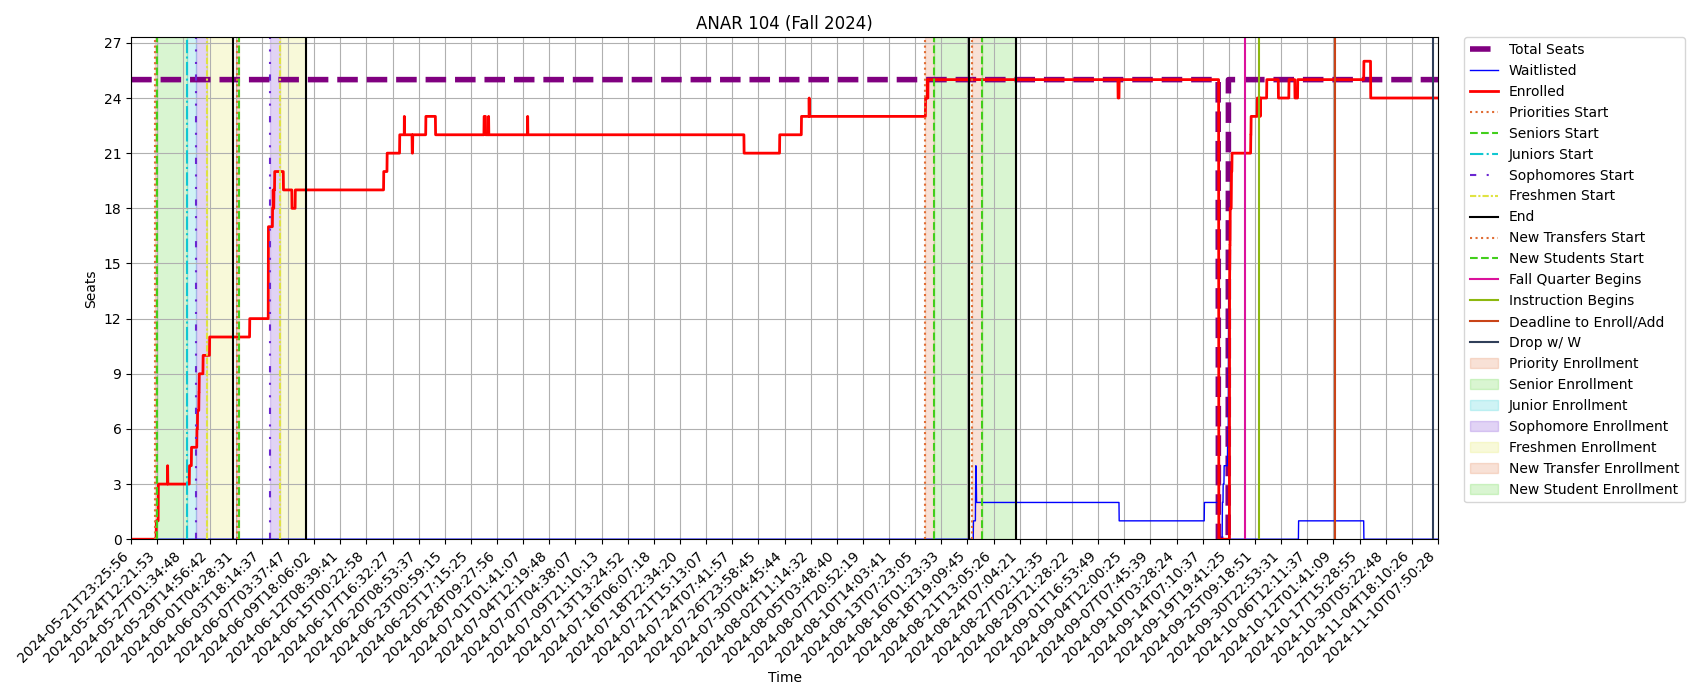 ANAR 104 (Fall 2024)
27
24
21
18
15
12
9
6
3
0
Seats
2024-05-21T23:25:56
2024-05-24T12:21:53
2024-05-27T01:34:48
2024-05-29T14:56:42
2024-06-01T04:28:31
2024-06-03T18:14:37
2024-06-07T03:37:47
2024-06-09T18:06:02
2024-06-12T08:39:41
2024-06-15T00:22:58
2024-06-17T16:32:27
2024-06-20T08:53:37
2024-06-23T00:59:15
2024-06-25T17:15:25
2024-06-28T09:27:56
2024-07-01T01:41:07
2024-07-04T12:19:48
2024-07-07T04:38:07
2024-07-09T21:10:13
2024-07-13T13:24:52
2024-07-16T06:07:18
2024-07-18T22:34:20
2024-07-21T15:13:07
2024-07-24T07:41:57
2024-07-26T23:58:45
2024-07-30T04:45:44
2024-08-02T11:14:32
2024-08-05T03:48:40
2024-08-07T20:52:19
2024-08-10T14:03:41
2024-08-13T07:23:05
2024-08-16T01:23:33
2024-08-18T19:09:45
2024-08-21T13:05:26
2024-08-24T07:04:21
2024-08-27T02:12:35
2024-08-29T21:28:22
2024-09-01T16:53:49
2024-09-04T12:00:25
2024-09-07T07:45:39
2024-09-10T03:28:24
2024-09-14T07:10:37
2024-09-19T19:41:23
2024-09-25T09:18:51
2024-09-30T22:53:31
2024-10-06T12:11:37
2024-10-12T01:41:09
2024-10-17T15:28:55
2024-10-30T05:22:48
2024-11-04T18:10:26
2024-11-10T07:50:28
Time
Total Seats
Waitlisted
Enrolled
Priorities Start
Seniors Start
Juniors Start
Sophomores Start
Freshmen Start
End
New Transfers Start
New Students Start
Fall Quarter Begins
Instruction Begins
Deadline to Enroll/Add
Drop w/ W
Priority Enrollment
Senior Enrollment
Junior Enrollment
Sophomore Enrollment
Freshmen Enrollment
New Transfer Enrollment
New Student Enrollment